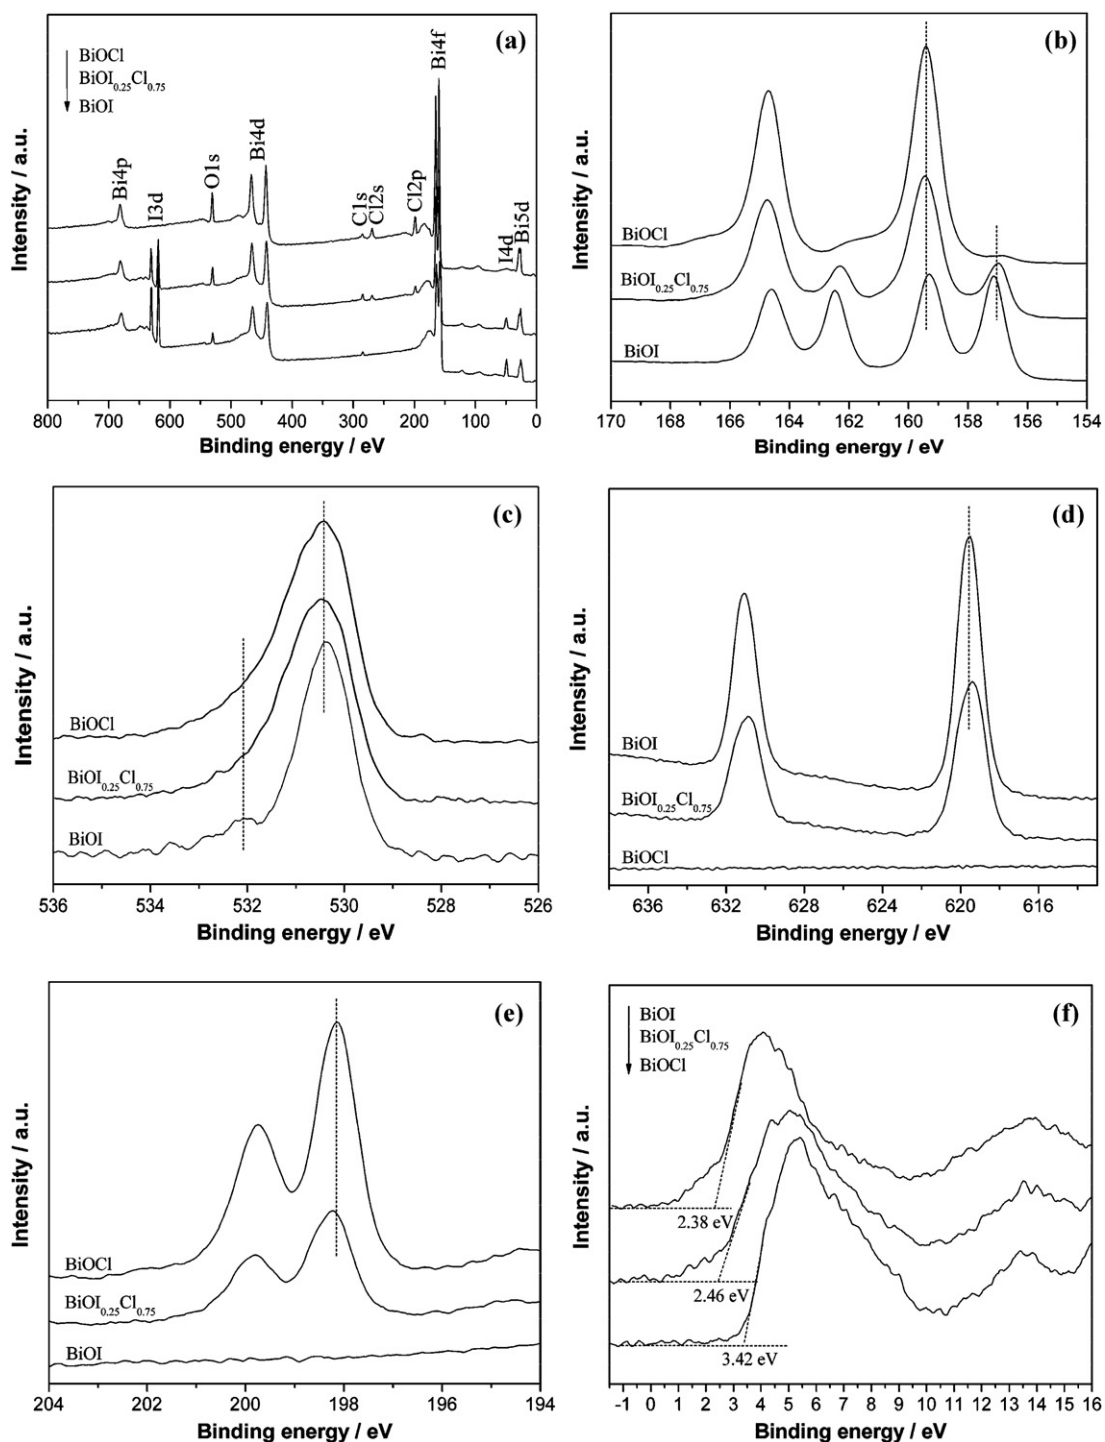 (a)
BiOCl
BiOI0.25Cl0.75
BiOI
Bi4p
I3d
O1s
Bi4d
C1s
Cl2s
Cl2p
Bi4f
I4d
Bi5d
Intensity / a.u.
800 700 600 500 400 300 200 100 0
Binding energy / eV
(b)
BiOCl
BiOI0.25Cl0.75
BiOI
Intensity / a.u.
170 168 166 164 162 160 158 156 154
Binding energy / eV
(c)
BiOCl
BiOI0.25Cl0.75
BiOI
Intensity / a.u.
536 534 532 530 528 526
Binding energy / eV
(d)
BiOI
BiOI0.25Cl0.75
BiOCl
Intensity / a.u.
636 632 628 624 620 616
Binding energy / eV
(e)
BiOCl
BiOI0.25Cl0.75
BiOI
Intensity / a.u.
204 202 200 198 196 194
Binding energy / eV
(f)
BiOI
BiOI0.25Cl0.75
BiOCl
2.38 eV
2.46 eV
3.42 eV
Intensity / a.u.
-1 0 1 2 3 4 5 6 7 8 9 10 11 12 13 14 15 16
Binding energy / eV